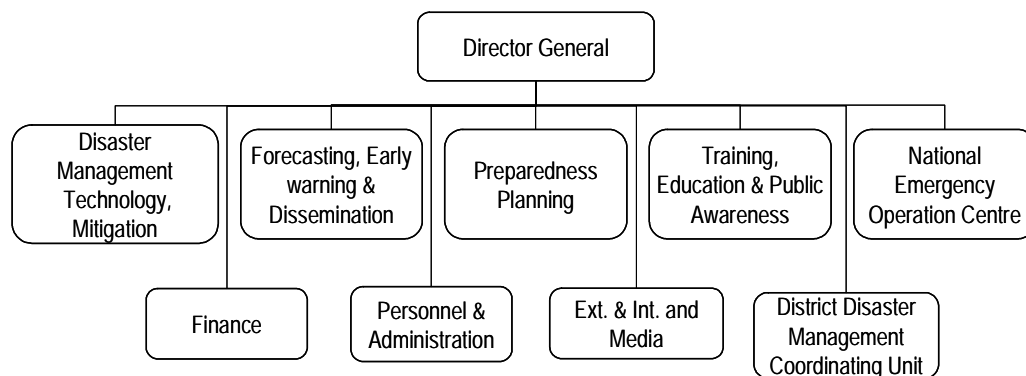 Director General
Disaster
Management
Technology,
Mitigation
Forecasting, Early
warning &
Dissemination
Preparedness
Planning
Training,
Education & Public
Awareness
National
Emergency
Operation Centre
Finance
Personnel &
Administration
Ext. & Int. and
Media
District Disaster
Management
Coordinating Unit